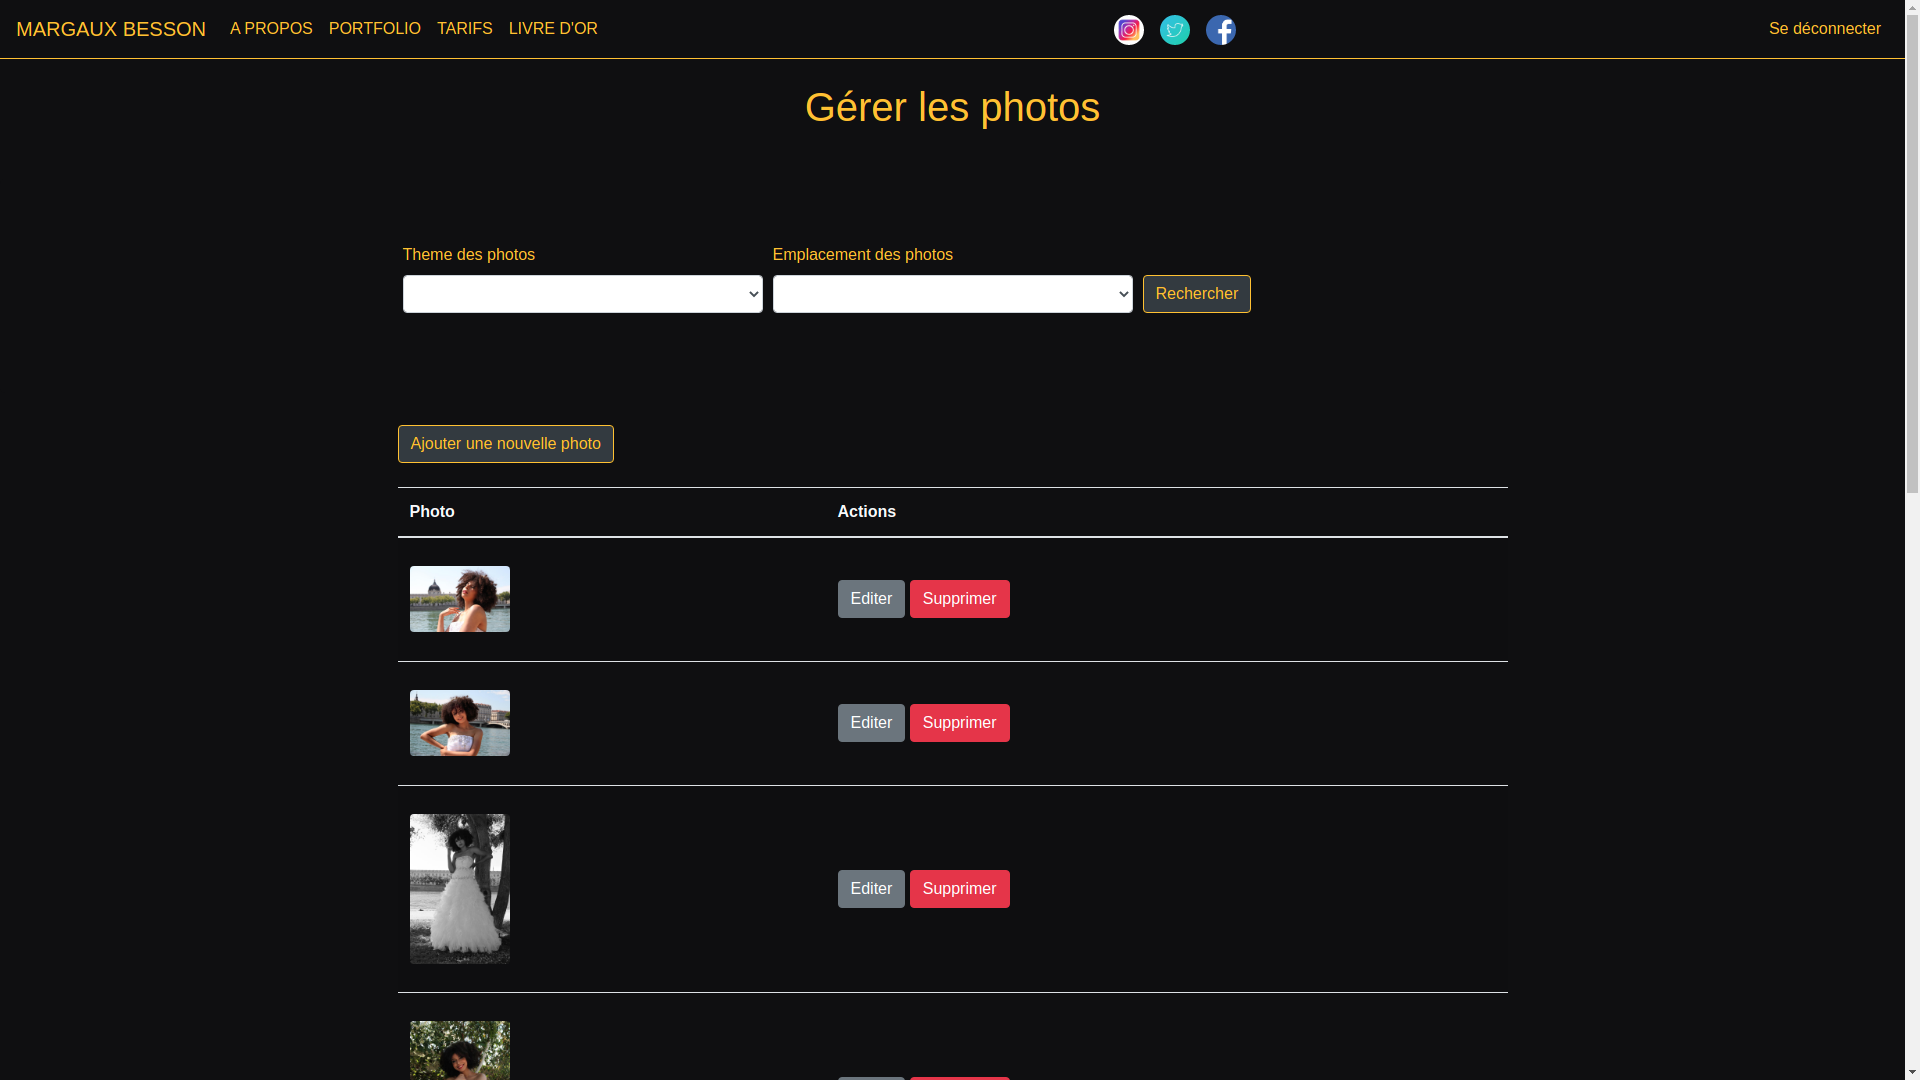 MARGAUX BESSON A PROPOS PORTFOLIO TARIFS LIVRE D'OR Se déconnecter
Gérer les photos
Theme des photos Emplacement des photos
Rechercher
Ajouter une nouvelle photo
Photo Actions
Editer Supprimer
Editer Supprimer
Editer Supprimer